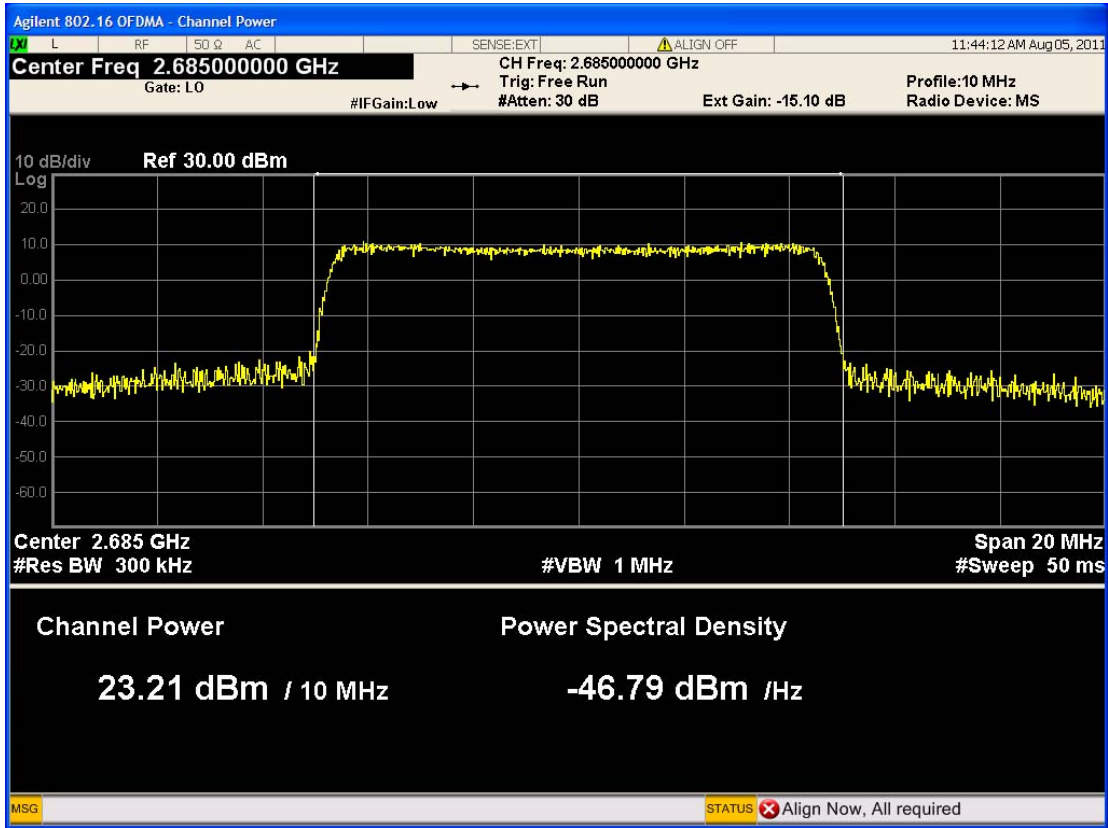 Agilent 802.16 OFDMA - Channel Power
LXI L RF 50 Ω AC SENSE:EXT ALIGN OFF 11:44:12 AM Aug 05, 2011
Center Freq 2.685000000 GHz
Gate: LO
#IFGain:Low
CH Freq: 2.685000000 GHz
Trig: Free Run
#Atten: 30 dB
Ext Gain: -15.10 dB
Profile:10 MHz
Radio Device: MS
10 dB/div Ref 30.00 dBm
Log
20.0
10.0
0.00
-10.0
-20.0
-30.0
-40.0
-50.0
-60.0
Center 2.685 GHz Span 20 MHz
#Res BW 300 kHz #VBW 1 MHz #Sweep 50 ms
Channel Power Power Spectral Density
23.21 dBm / 10 MHz -46.79 dBm /Hz
MSG STATUS Align Now, All required